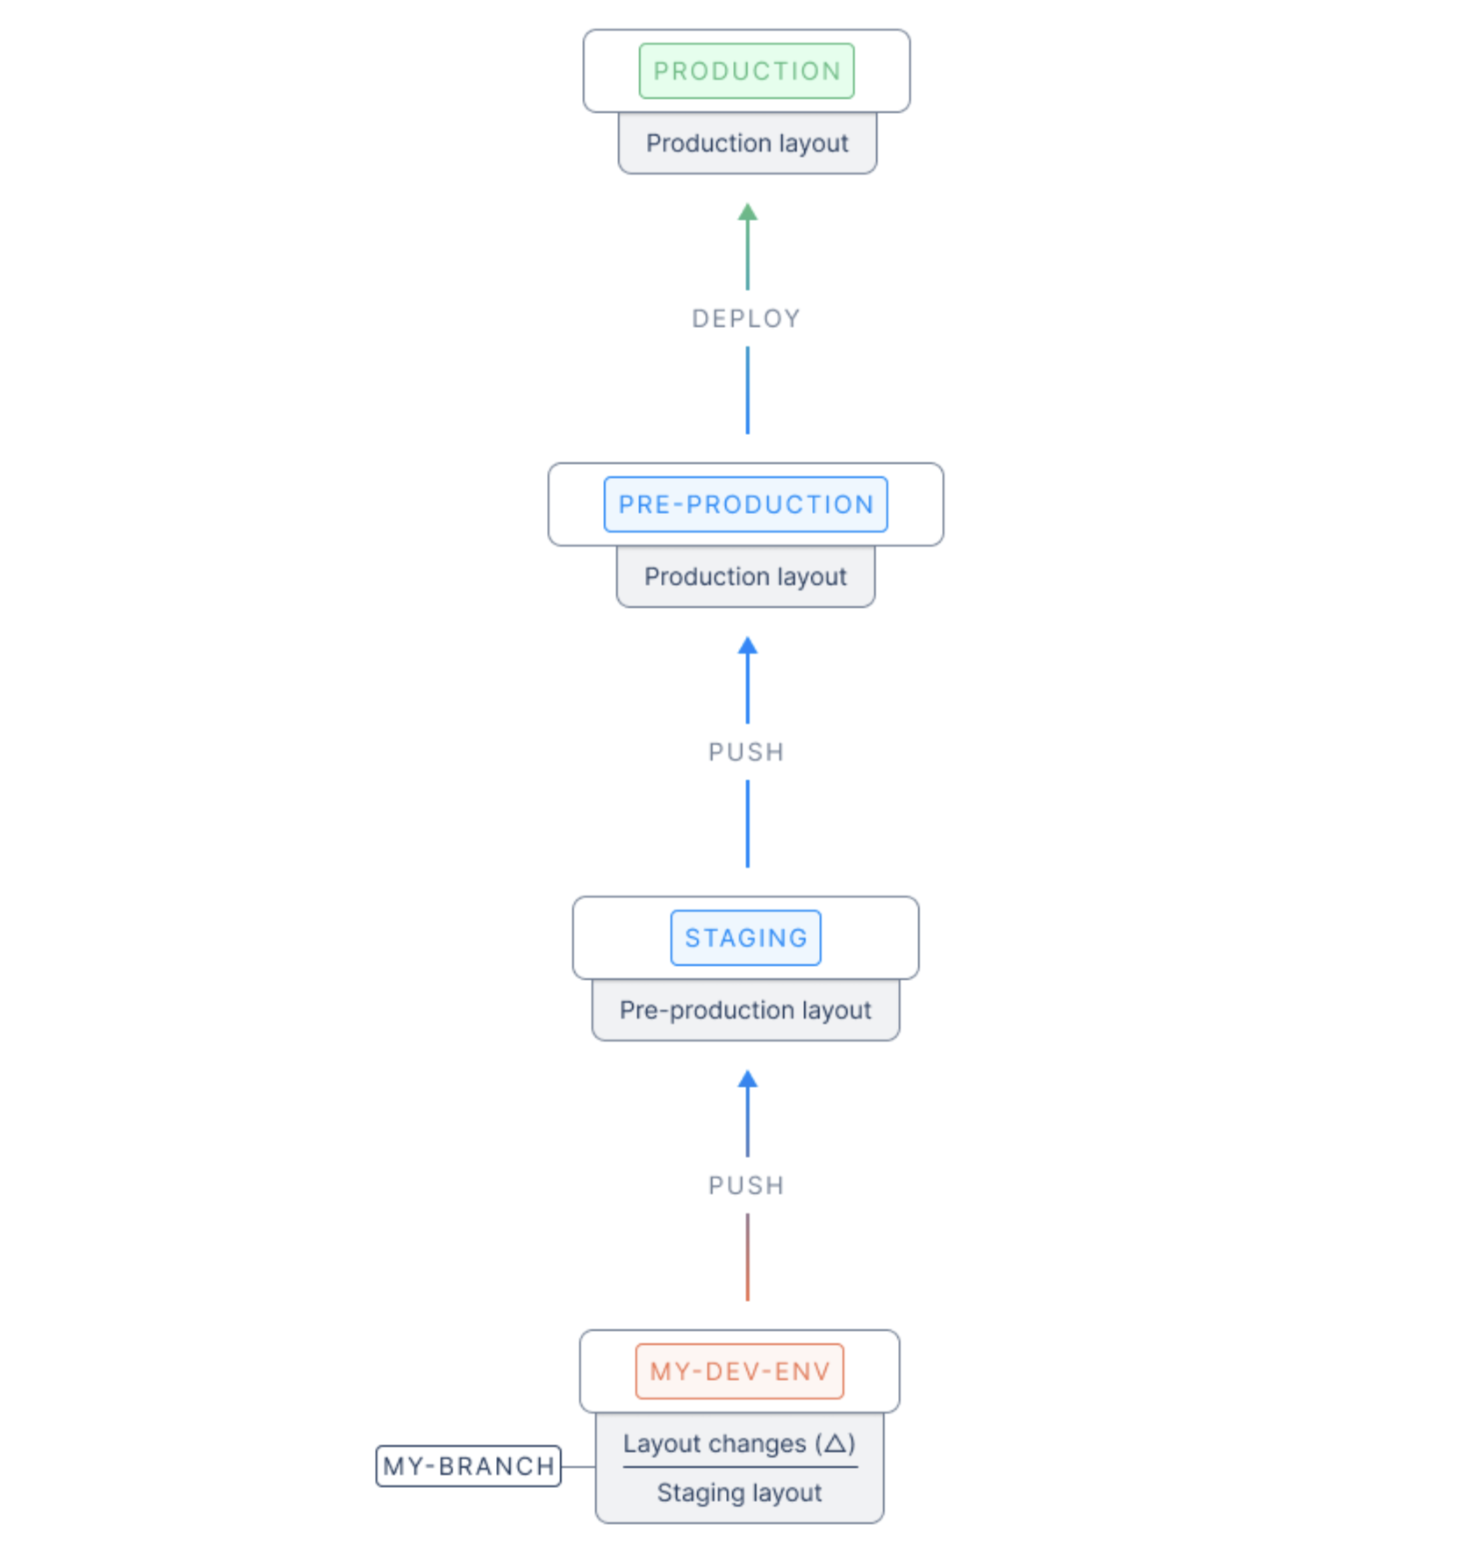 PRODUCTION
Production layout
DEPLOY
PRE-PRODUCTION
Production layout
PUSH
STAGING
Pre-production layout
PUSH
MY-DEV-ENV
Layout changes (△)
MY-BRANCH
Staging layout